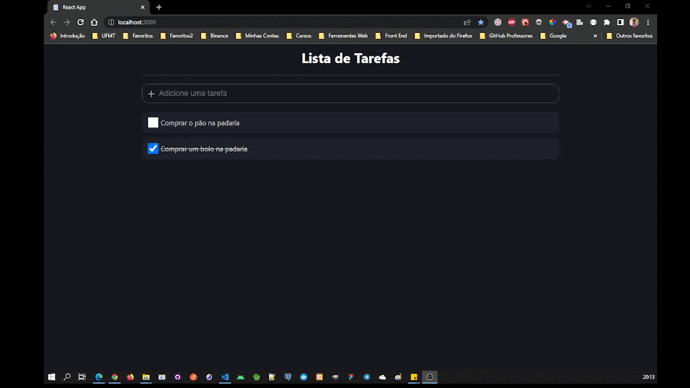 React App
localhost:3000
Introdução UFMT Favoritos Favoritos2 Binance Minhas Contas Cursos Ferramentas Web Front End Importado do Firefox GitHub Professores Google » Outros favoritos
Lista de Tarefas
+ Adicione uma tarefa
Comprar o pão na padaria
Comprar um bolo na padaria
20:13